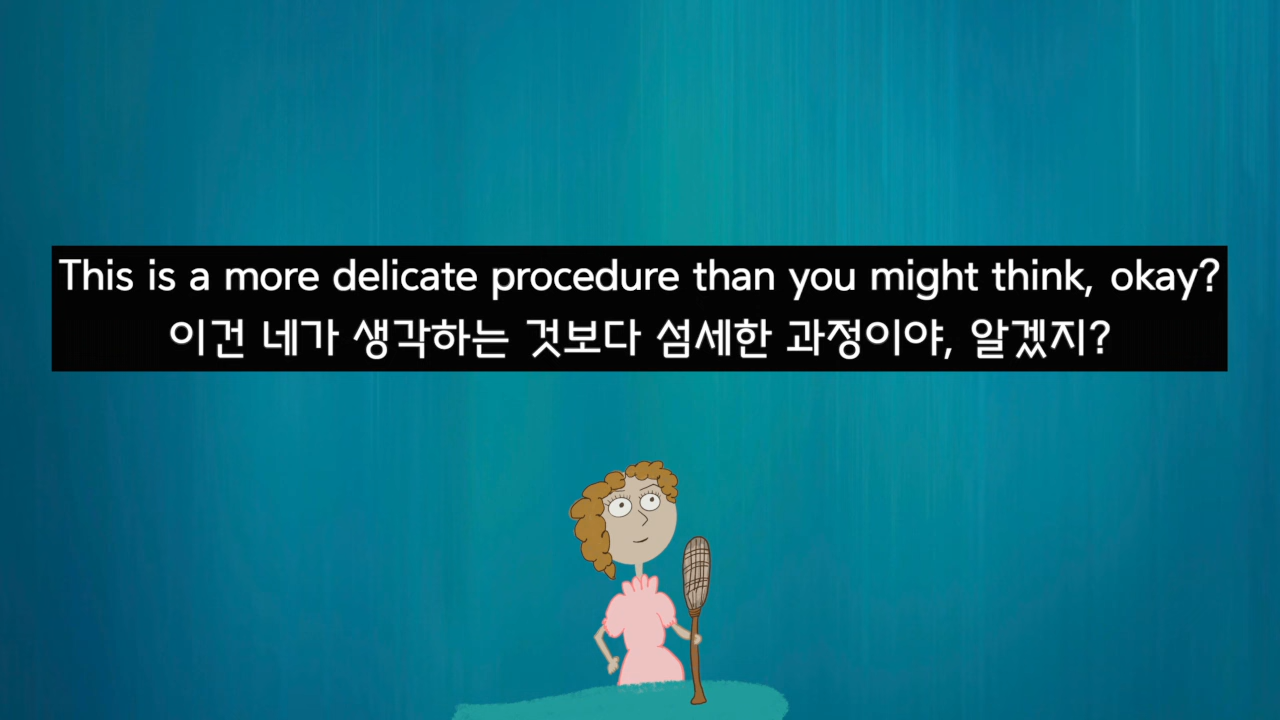 This is a more delicate procedure than you might think, okay?
이건 네가 생각하는 것보다 섬세한 과정이야, 알겠지?